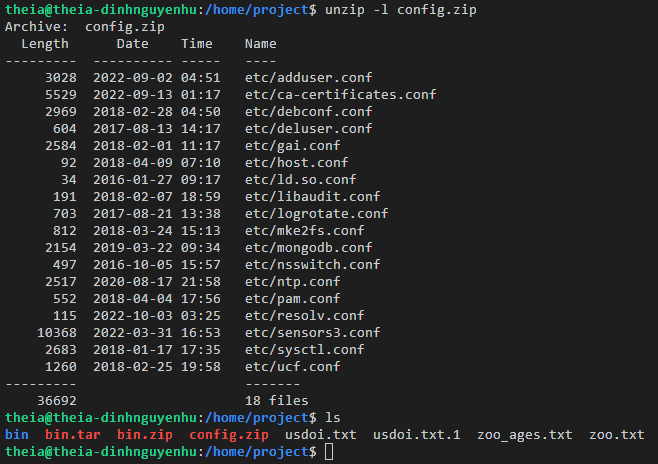 theia@theia-dinhnguyenhu:/home/project$ unzip -l config.zip
Archive:  config.zip
  Length      Date    Time    Name
---------  ---------- -----   ----
     3028  2022-09-02 04:51   etc/adduser.conf
     5529  2022-09-13 01:17   etc/ca-certificates.conf
     2969  2018-02-28 04:50   etc/debconf.conf
      604  2017-08-13 14:17   etc/deluser.conf
     2584  2018-02-01 11:17   etc/gai.conf
       92  2018-04-09 07:10   etc/host.conf
       34  2016-01-27 09:17   etc/ld.so.conf
      191  2018-02-07 18:59   etc/libaudit.conf
      703  2017-08-21 13:38   etc/logrotate.conf
      812  2018-03-24 15:13   etc/mke2fs.conf
     2154  2019-03-22 09:34   etc/mongodb.conf
      497  2016-10-05 15:57   etc/nsswitch.conf
     2517  2020-08-17 21:58   etc/ntp.conf
      552  2018-04-04 17:56   etc/pam.conf
      115  2022-10-03 03:25   etc/resolv.conf
    10368  2022-03-31 16:53   etc/sensors3.conf
     2683  2018-01-17 17:35   etc/sysctl.conf
     1260  2018-02-25 19:58   etc/ucf.conf
---------                     -------
    36692                     18 files
theia@theia-dinhnguyenhu:/home/project$ ls
bin  bin.tar  bin.zip  config.zip  usdoi.txt  usdoi.txt.1  zoo_ages.txt  zoo.txt
theia@theia-dinhnguyenhu:/home/project$